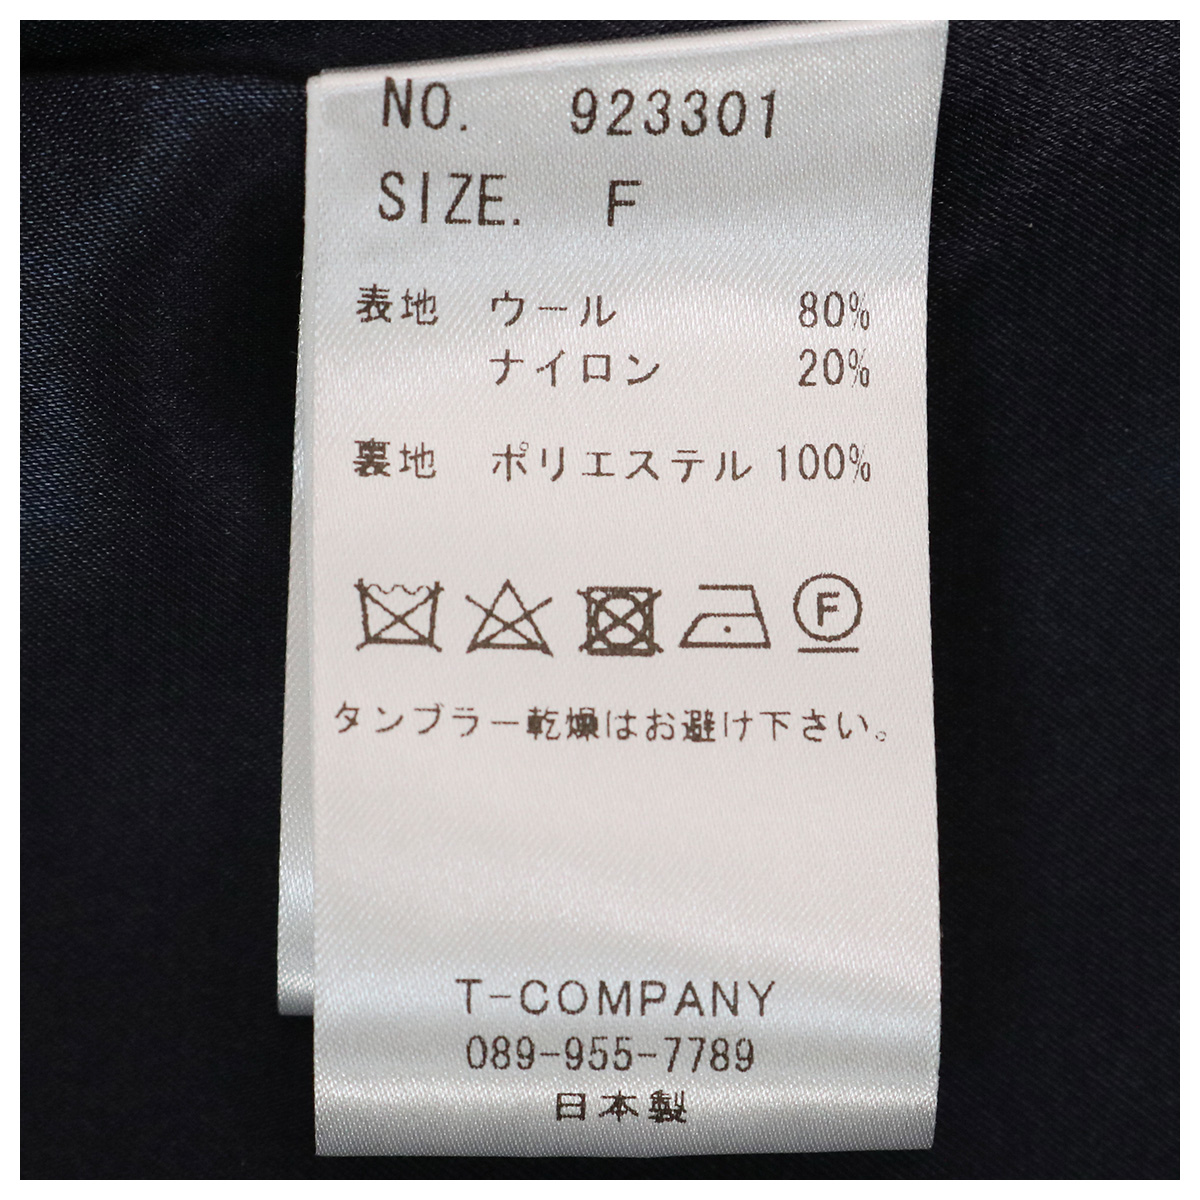 NO. 923301
SIZE. F
表地 ウール 80%
ナイロン 20%
裏地 ポリエステル 100%
F
タンブラー乾燥はお避け下さい。
T-COMPANY
089-955-7789
日本製